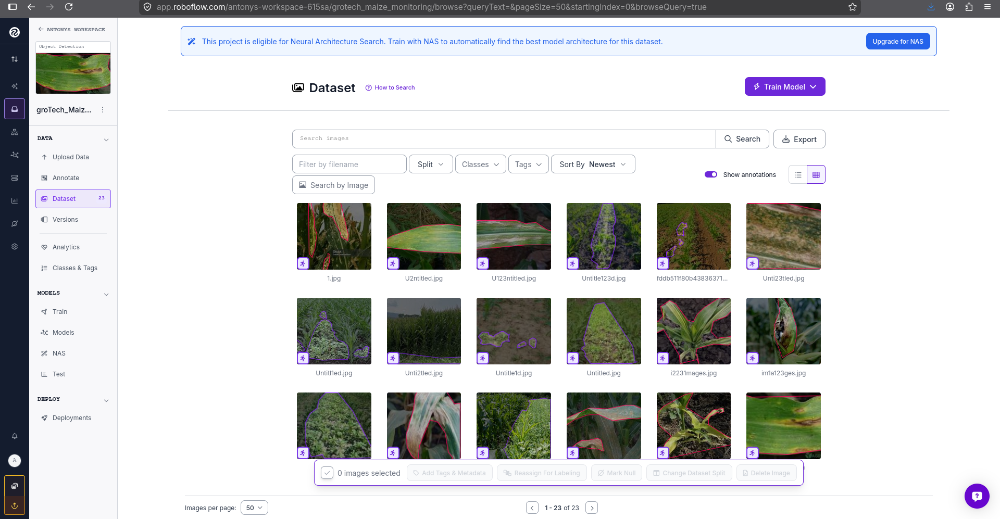 app.roboflow.com/antonys-workspace-615sa/grotech_maize_monitoring/browse?queryText=&pageSize=50&startingIndex=0&browseQuery=true
ANTONYS WORKSPACE
Object Detection
groTech_Maiz...
DATA
Upload Data
Annotate
Dataset 23
Versions
Analytics
Classes & Tags
MODELS
Train
Models
NAS
Test
DEPLOY
Deployments
A
This project is eligible for Neural Architecture Search. Train with NAS to automatically find the best model architecture for this dataset.
Upgrade for NAS
Dataset How to Search
Train Model
Search images
Search
Export
Filter by filename
Split
Classes
Tags
Sort By Newest
Show annotations
Search by Image
1.jpg
U2ntitled.jpg
U123ntitled.jpg
Untitle123d.jpg
fddb511f80b43836371...
Unti23tled.jpg
Untitl1ed.jpg
Unti2tled.jpg
Untitle1d.jpg
Untitled.jpg
i2231mages.jpg
im1a123ges.jpg
0 images selected
Add Tags & Metadata
Reassign For Labeling
Mark Null
Change Dataset Split
Delete Image
Images per page: 50
1 - 23 of 23